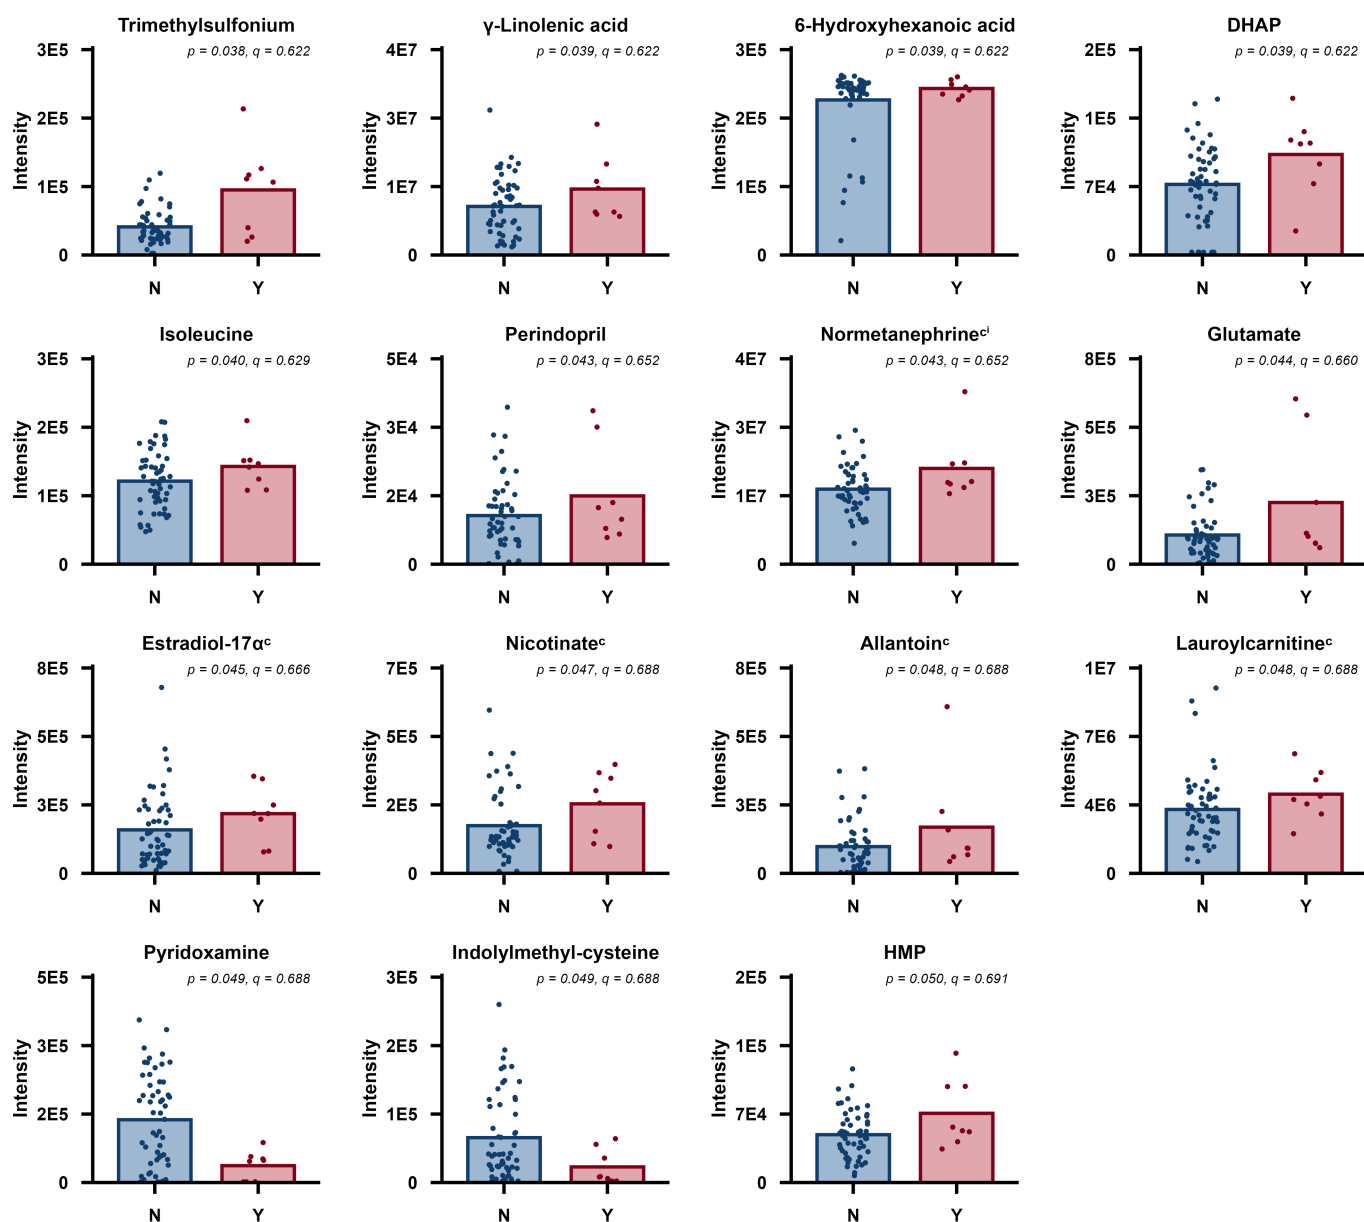 Trimethylsulfonium
p = 0.038, q = 0.622
3E5
2E5
1E5
0
Intensity
N Y
γ-Linolenic acid
p = 0.039, q = 0.622
4E7
3E7
1E7
0
Intensity
N Y
6-Hydroxyhexanoic acid
p = 0.039, q = 0.622
3E5
2E5
1E5
0
Intensity
N Y
DHAP
p = 0.039, q = 0.622
2E5
1E5
7E4
0
Intensity
N Y
Isoleucine
p = 0.040, q = 0.629
3E5
2E5
1E5
0
Intensity
N Y
Perindopril
p = 0.043, q = 0.652
5E4
3E4
2E4
0
Intensity
N Y
Normetanephrineᶜⁱ
p = 0.043, q = 0.652
4E7
3E7
1E7
0
Intensity
N Y
Glutamate
p = 0.044, q = 0.660
8E5
5E5
3E5
0
Intensity
N Y
Estradiol-17αᶜ
p = 0.045, q = 0.666
8E5
5E5
3E5
0
Intensity
N Y
Nicotinateᶜ
p = 0.047, q = 0.688
7E5
5E5
2E5
0
Intensity
N Y
Allantoinᶜ
p = 0.048, q = 0.688
8E5
5E5
3E5
0
Intensity
N Y
Lauroylcarnitineᶜ
p = 0.048, q = 0.688
1E7
7E6
4E6
0
Intensity
N Y
Pyridoxamine
p = 0.049, q = 0.688
5E5
3E5
2E5
0
Intensity
N Y
Indolylmethyl-cysteine
p = 0.049, q = 0.688
3E5
2E5
1E5
0
Intensity
N Y
HMP
p = 0.050, q = 0.691
2E5
1E5
7E4
0
Intensity
N Y